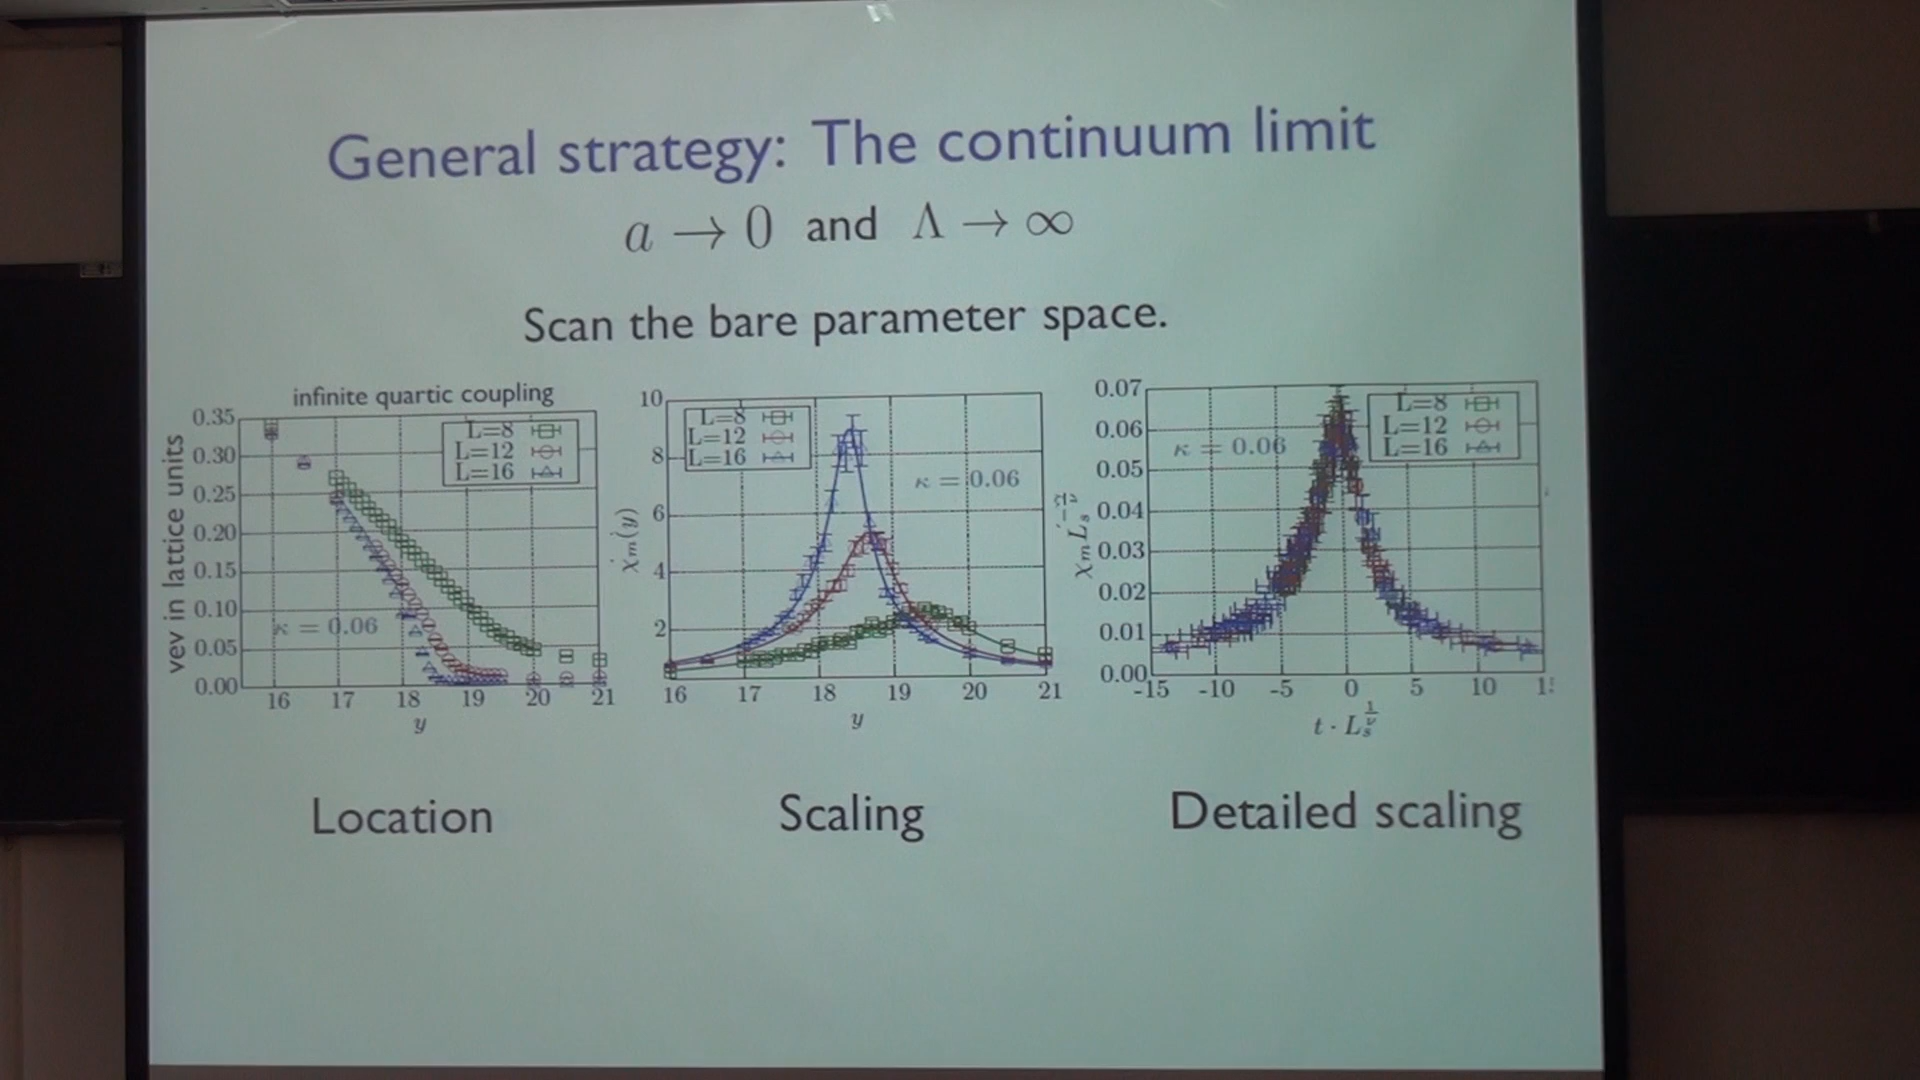 General strategy: The continuum limit
a → 0 and Λ → ∞
Scan the bare parameter space.
infinite quartic coupling
vev in lattice units
0.35
0.30
0.25
0.20
0.15
0.10
0.05
0.00
L=8
L=12
L=16
κ = 0.06
16 17 18 19 20 21
y
χm(y)
10
8
6
4
2
L=8
L=12
L=16
κ = 0.06
16 17 18 19 20 21
y
0.07
0.06
0.05
0.04
0.03
0.02
0.01
0.00
L=8
L=12
L=16
κ = 0.06
-15 -10 -5 0 5 10
t · L_s^{1/ν}
Location
Scaling
Detailed scaling